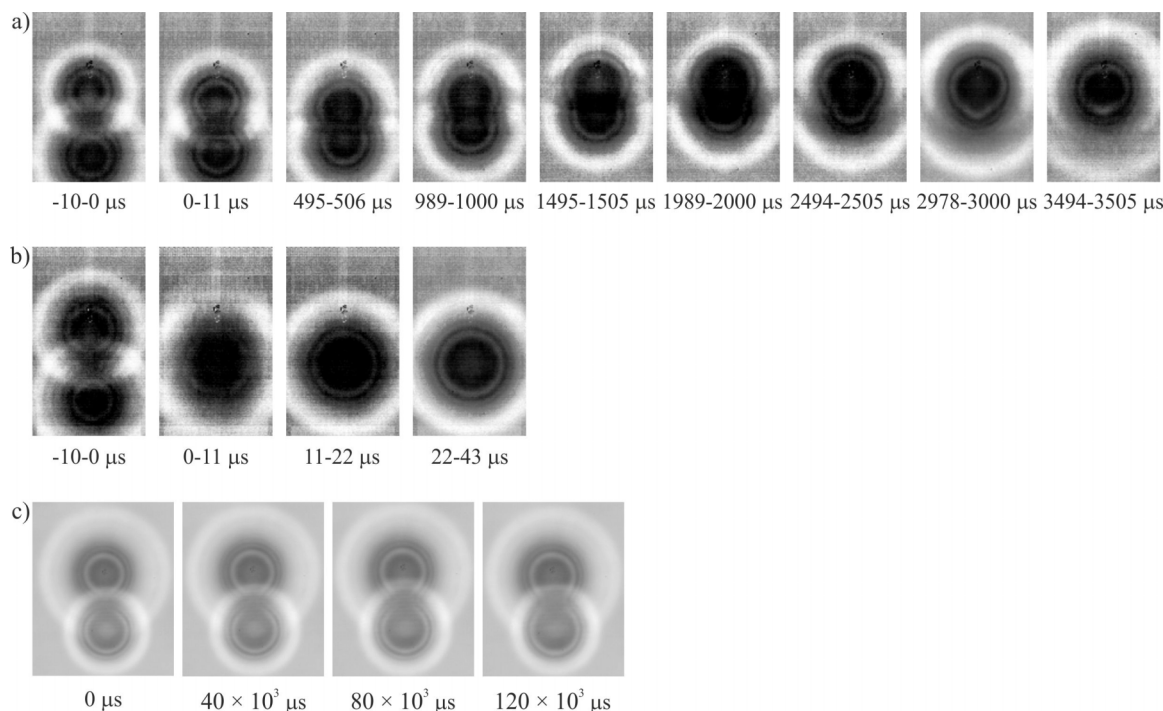 a)
-10-0 μs 0-11 μs 495-506 μs 989-1000 μs 1495-1505 μs 1989-2000 μs 2494-2505 μs 2978-3000 μs 3494-3505 μs
b)
-10-0 μs 0-11 μs 11-22 μs 22-43 μs
c)
0 μs 40 × 10³ μs 80 × 10³ μs 120 × 10³ μs